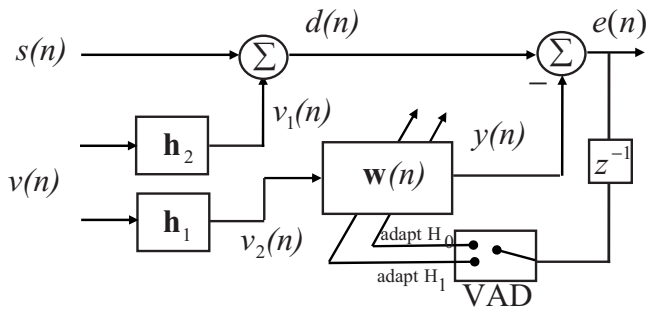 s(n)
Σ
d(n)
Σ
e(n)
−
h₂
v₁(n)
v(n)
h₁
v₂(n)
w(n)
y(n)
z⁻¹
adapt H₀
adapt H₁
VAD